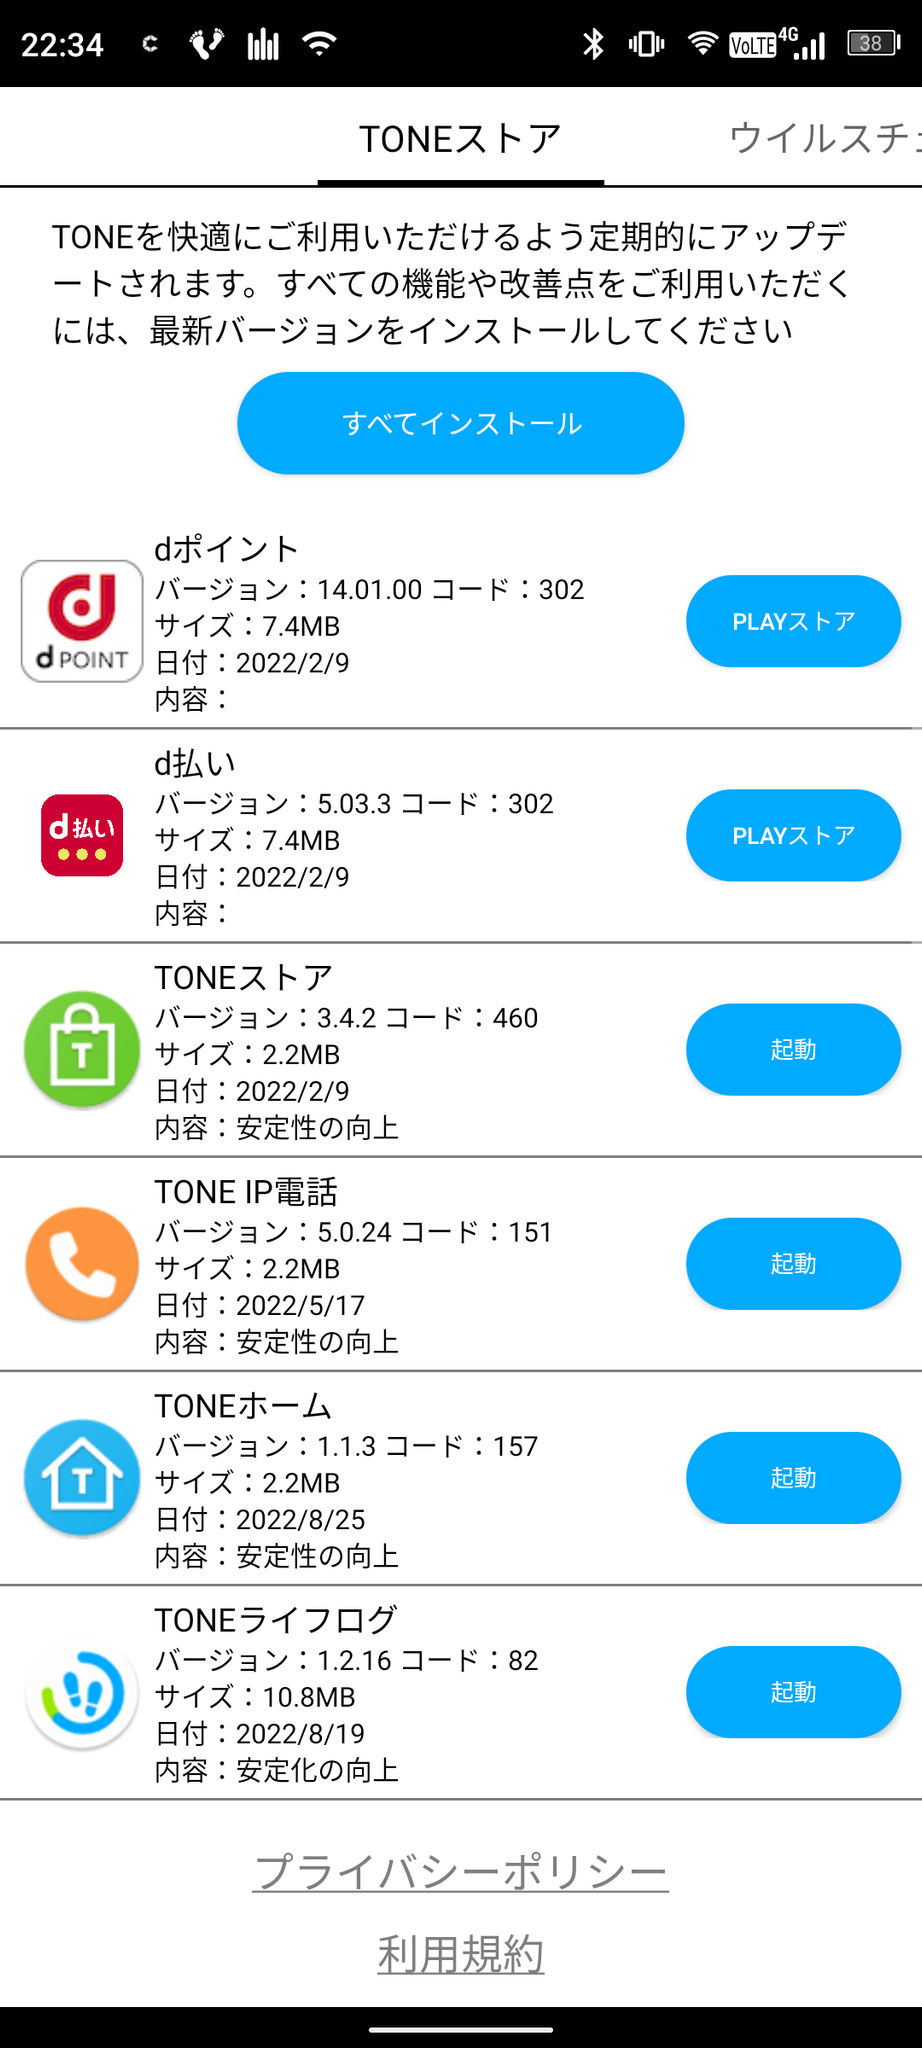 22:34
VoLTE 4G 38
TONEストア
ウイルスチ
TONEを快適にご利用いただけるよう定期的にアップデ
ートされます。すべての機能や改善点をご利用いただく
には、最新バージョンをインストールしてください
すべてインストール
dポイント
バージョン：14.01.00 コード：302
サイズ：7.4MB
日付：2022/2/9
内容：
d POINT
PLAYストア
d払い
バージョン：5.03.3 コード：302
サイズ：7.4MB
日付：2022/2/9
内容：
d払い
PLAYストア
TONEストア
バージョン：3.4.2 コード：460
サイズ：2.2MB
日付：2022/2/9
内容：安定性の向上
T
起動
TONE IP電話
バージョン：5.0.24 コード：151
サイズ：2.2MB
日付：2022/5/17
内容：安定性の向上
起動
TONEホーム
バージョン：1.1.3 コード：157
サイズ：2.2MB
日付：2022/8/25
内容：安定性の向上
T
起動
TONEライフログ
バージョン：1.2.16 コード：82
サイズ：10.8MB
日付：2022/8/19
内容：安定化の向上
起動
プライバシーポリシー
利用規約